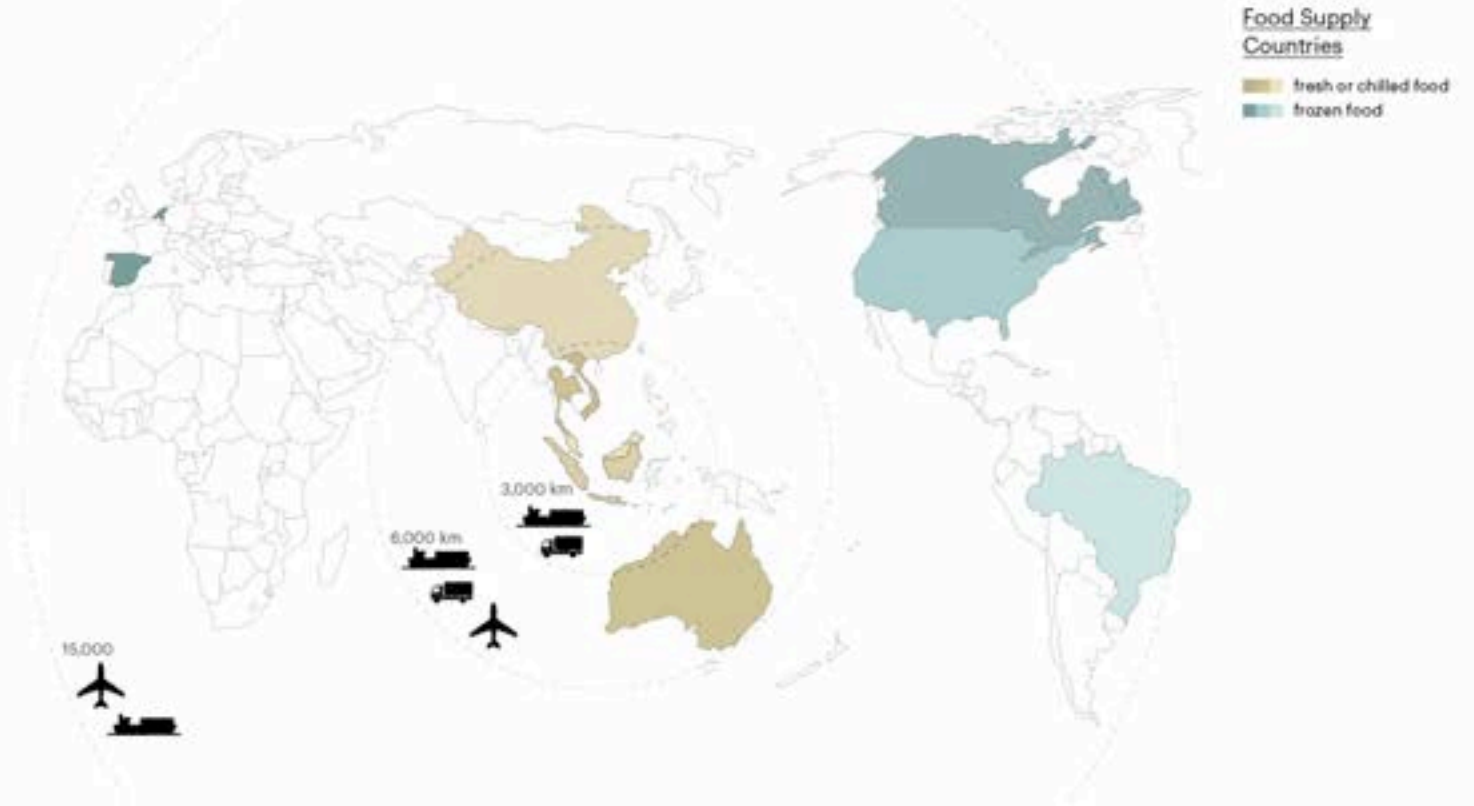 Food Supply
Countries
fresh or chilled food
frozen food
3,000 km
6,000 km
15,000